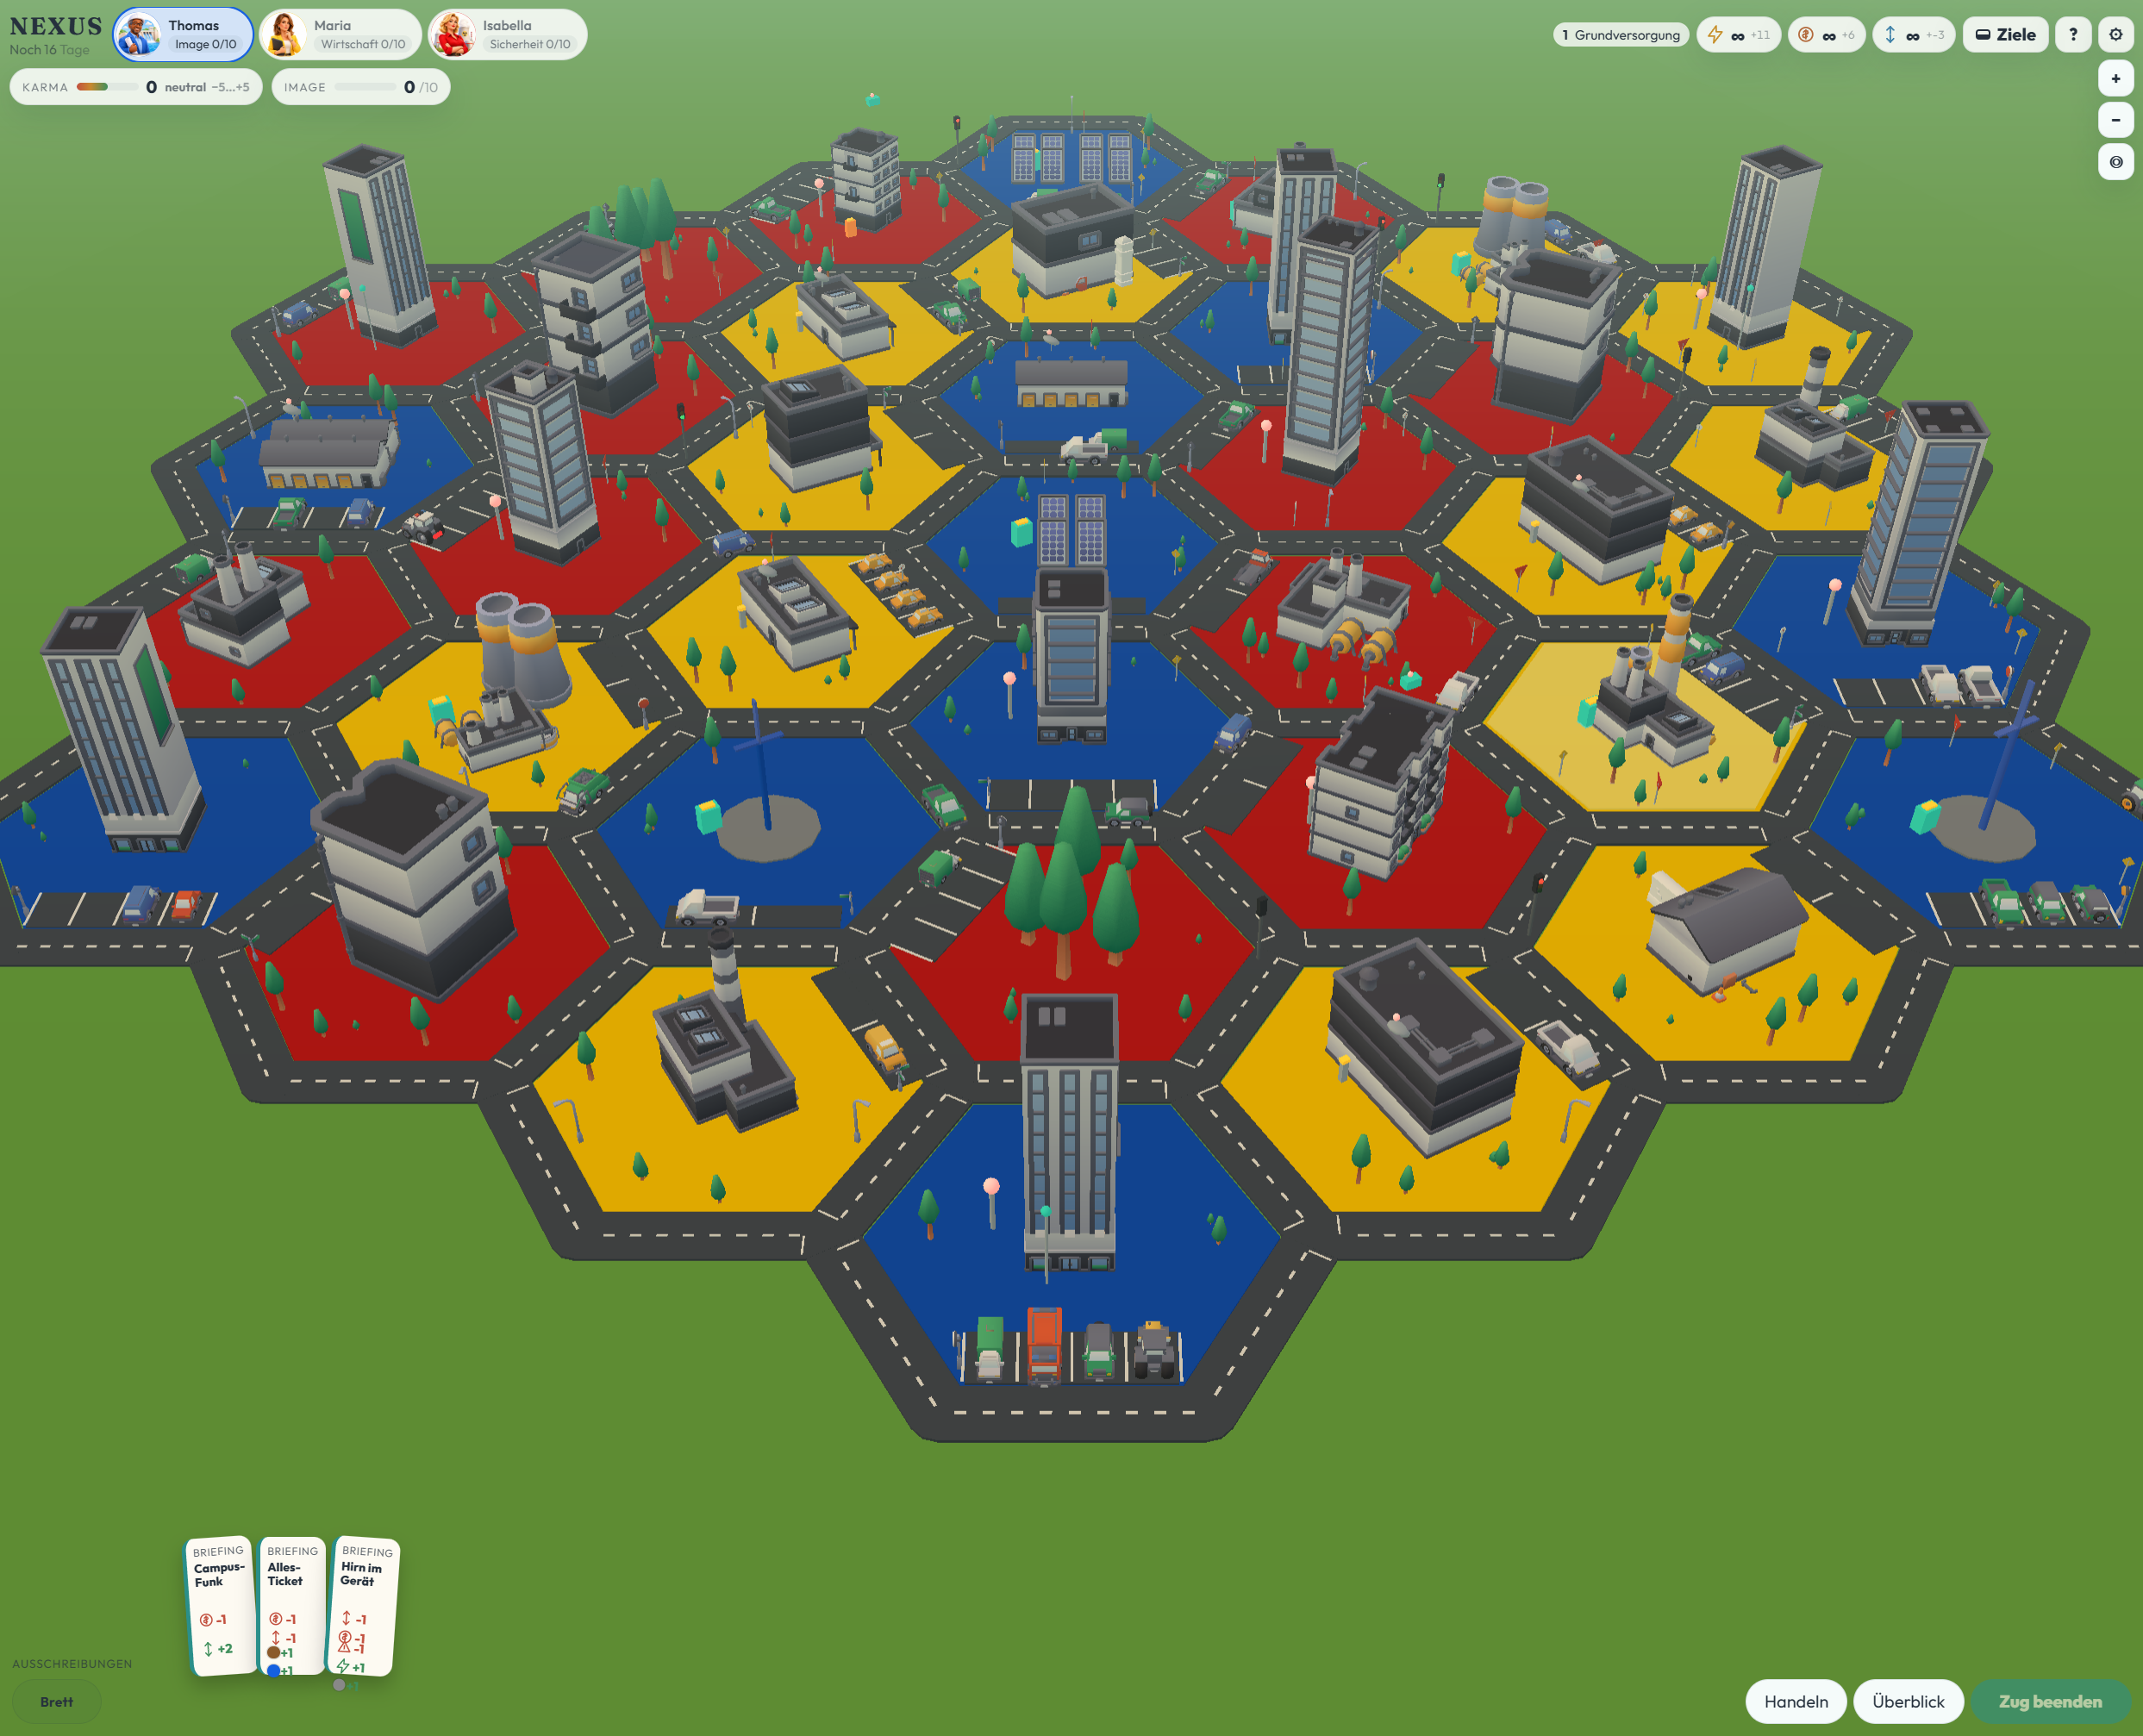 NEXUS
Noch 16 Tage
Thomas
Image 0/10
Maria
Wirtschaft 0/10
Isabella
Sicherheit 0/10
1 Grundversorgung
∞ +11
∞ +6
∞ +-3
Ziele
?
KARMA 0 neutral −5…+5
IMAGE 0 /10
+
−
BRIEFING
Campus-
Funk
-1
+2
BRIEFING
Alles-
Ticket
-1
-1
+1
+1
BRIEFING
Hirn im
Gerät
-1
-1
-1
+1
AUSSCHREIBUNGEN
Brett
Handeln
Überblick
Zug beenden